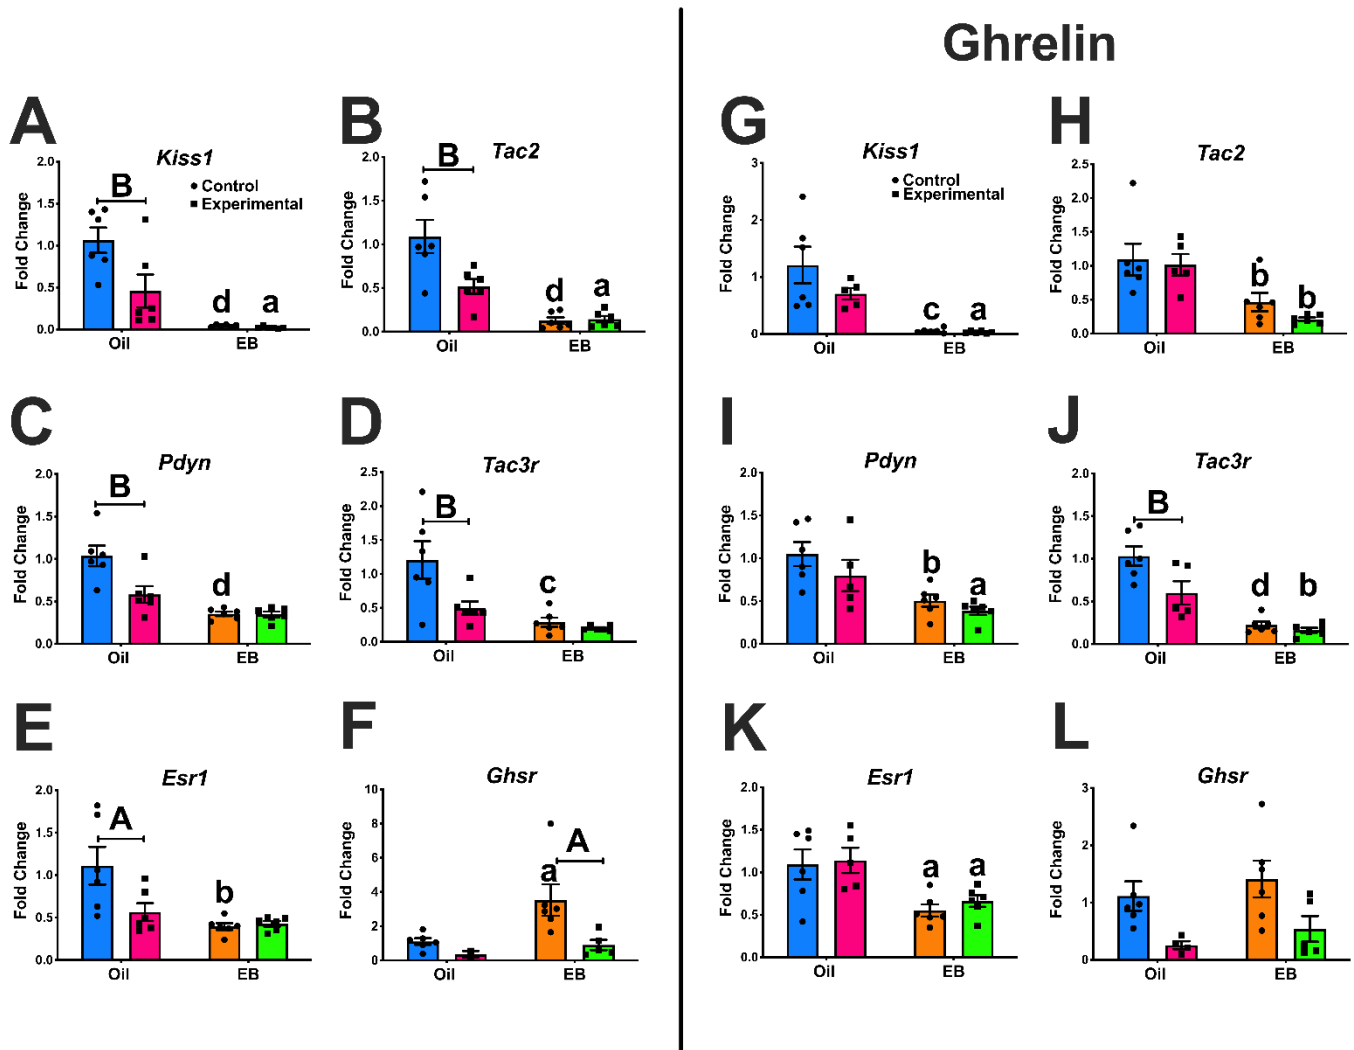 Ghrelin
A
Kiss1
Control
Experimental
B
Fold Change
2.0
1.5
1.0
0.5
0.0
d
a
Oil
EB
B
Tac2
B
Fold Change
2.0
1.5
1.0
0.5
0.0
d
a
Oil
EB
C
Pdyn
B
Fold Change
2.0
1.5
1.0
0.5
0.0
d
Oil
EB
D
Tac3r
B
Fold Change
2.5
2.0
1.5
1.0
0.5
0.0
c
Oil
EB
E
Esr1
A
Fold Change
2.0
1.5
1.0
0.5
0.0
b
Oil
EB
F
Ghsr
A
Fold Change
10
8
6
4
2
0
a
Oil
EB
G
Kiss1
Control
Experimental
Fold Change
3
2
1
0
c
a
Oil
EB
H
Tac2
Fold Change
2.5
2.0
1.5
1.0
0.5
0.0
b
b
Oil
EB
I
Pdyn
Fold Change
2.0
1.5
1.0
0.5
0.0
b
a
Oil
EB
J
Tac3r
B
Fold Change
2.0
1.5
1.0
0.5
0.0
d
b
Oil
EB
K
Esr1
Fold Change
2.0
1.5
1.0
0.5
0.0
a
a
Oil
EB
L
Ghsr
Fold Change
3
2
1
0
Oil
EB